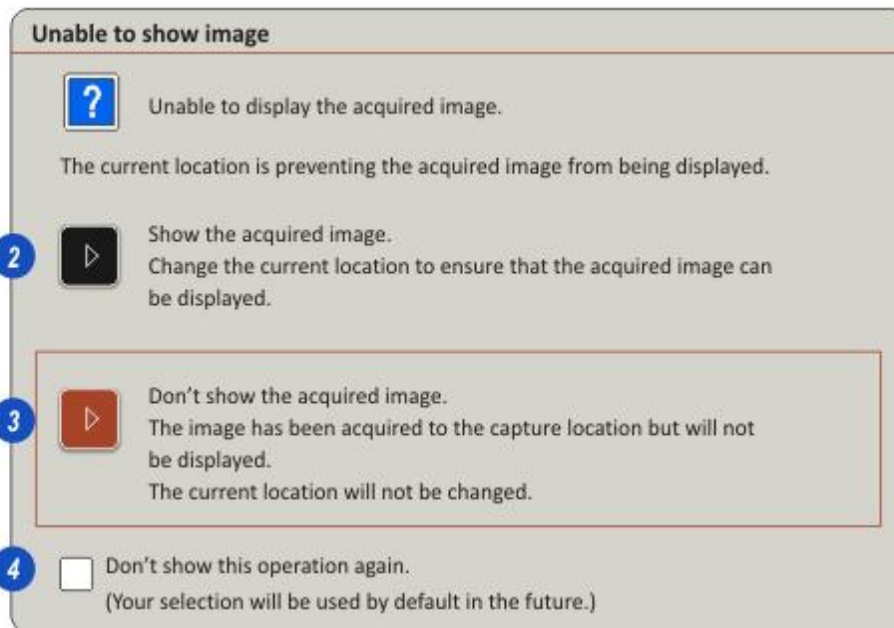 Unable to show image
?
Unable to display the acquired image.
The current location is preventing the acquired image from being displayed.
2
Show the acquired image.
Change the current location to ensure that the acquired image can
be displayed.
3
Don’t show the acquired image.
The image has been acquired to the capture location but will not
be displayed.
The current location will not be changed.
4
Don’t show this operation again.
(Your selection will be used by default in the future.)